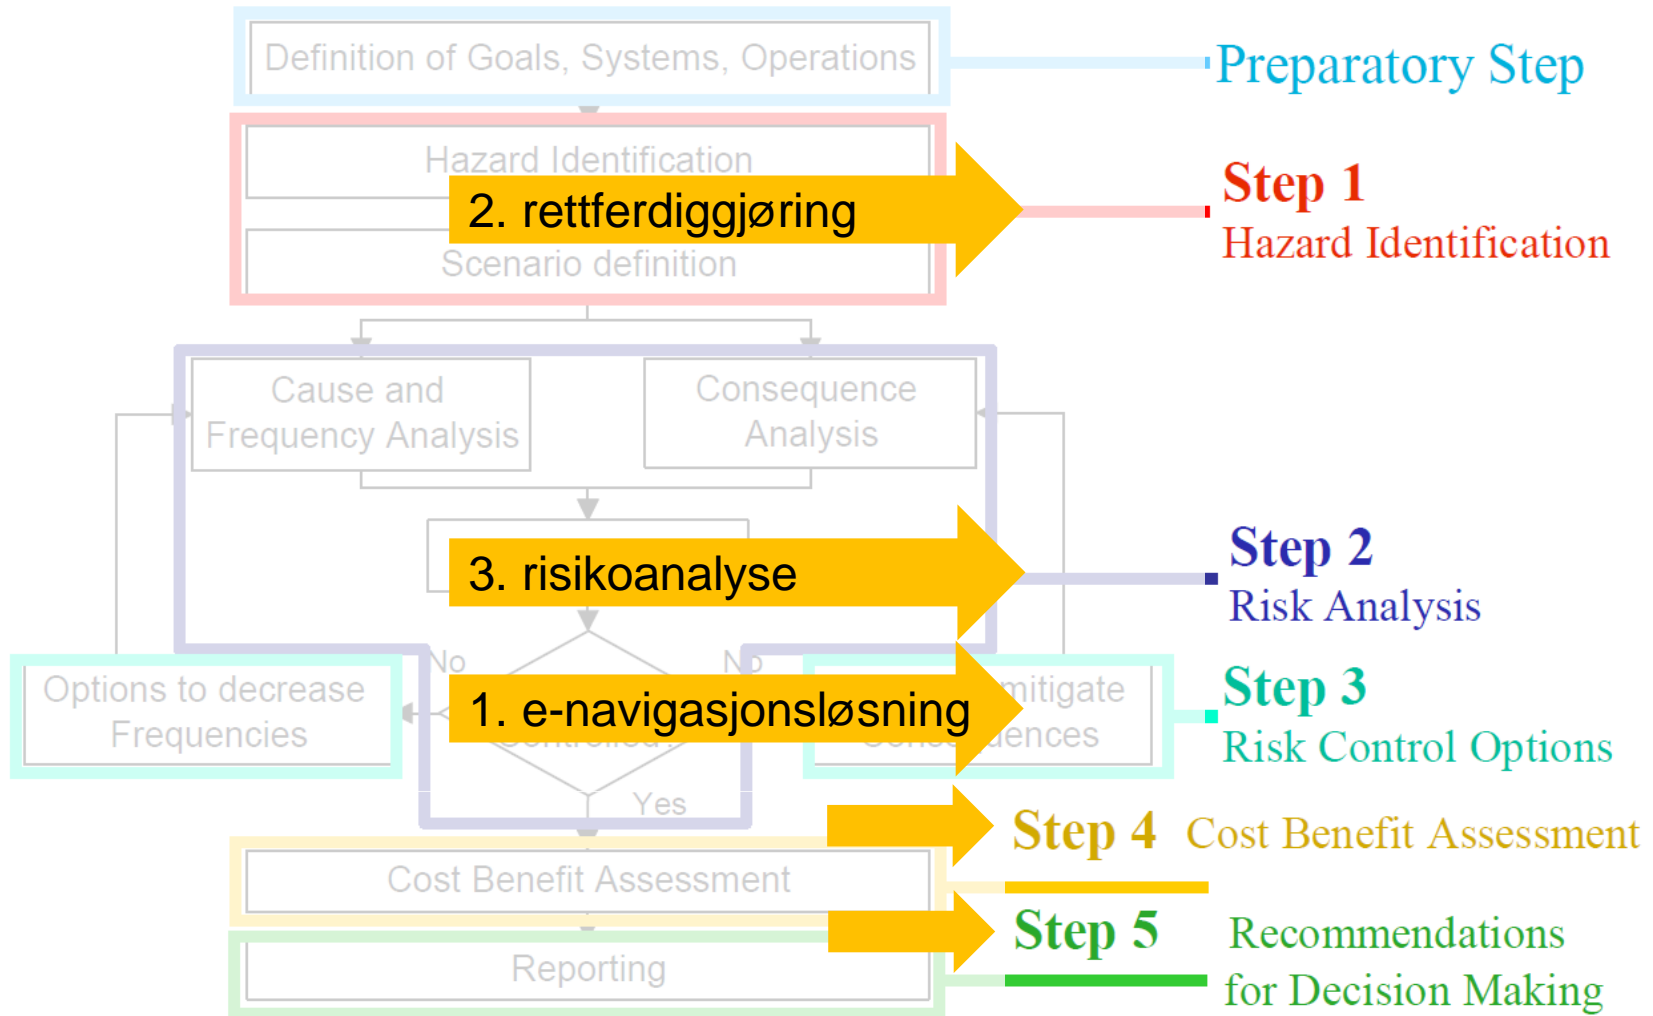 Definition of Goals, Systems, Operations
Preparatory Step
Hazard Identification
2. rettferdiggjøring
Scenario definition
Step 1
Hazard Identification
Cause and
Frequency Analysis
Consequence
Analysis
3. risikoanalyse
Step 2
Risk Analysis
No
No
Options to decrease
Frequencies
1. e-navigasjonsløsning
mitigate
Step 3
Risk Control Options
Yes
Step 4 Cost Benefit Assessment
Cost Benefit Assessment
Step 5 Recommendations
for Decision Making
Reporting